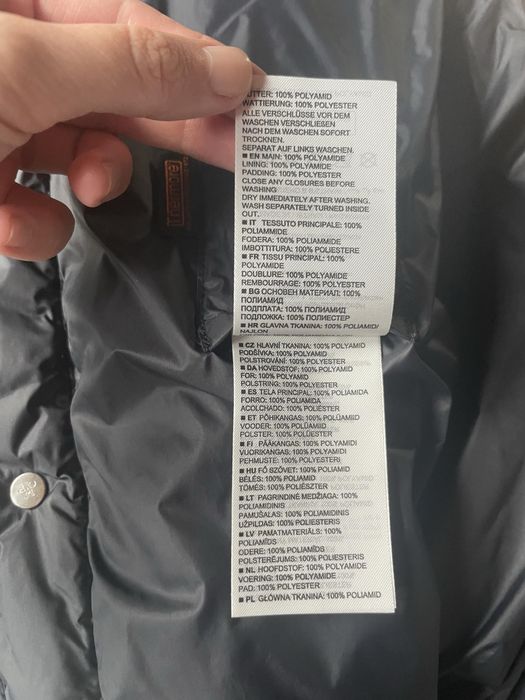 FUTTER: 100% POLYAMID
WATTIERUNG: 100% POLYESTER
ALLE VERSCHLÜSSE VOR DEM
WASCHEN VERSCHLIEßEN
NACH DEM WASCHEN SOFORT
TROCKNEN.
SEPARAT AUF LINKS WASCHEN.
■ EN MAIN: 100% POLYAMIDE
LINING: 100% POLYAMIDE
PADDING: 100% POLYESTER
CLOSE ANY CLOSURES BEFORE
WASHING
DRY IMMEDIATELY AFTER WASHING.
WASH SEPARATELY TURNED INSIDE
OUT.
■ IT TESSUTO PRINCIPALE: 100%
POLIAMMIDE
FODERA: 100% POLIAMMIDE
IMBOTTITURA: 100% POLIESTERE
■ FR TISSU PRINCIPAL: 100%
POLYAMIDE
DOUBLURE: 100% POLYAMIDE
REMBOURRAGE: 100% POLYESTER
■ BG ОСНОВЕН МАТЕРИАЛ: 100%
ПОЛИАМИД
ПОДПЛАТА: 100% ПОЛИАМИД
ПОДЛОЖКА: 100% ПОЛИЕСТЕР
■ HR GLAVNA TKANINA: 100% POLIAMID/
NAJLON
■ CZ HLAVNÍ TKANINA: 100% POLYAMID
PODŠÍVKA: 100% POLYAMID
POLSTROVÁNÍ: 100% POLYESTER
■ DA HOVEDSTOF: 100% POLYAMID
FOR: 100% POLYAMID
POLSTRING: 100% POLYESTER
■ ES TELA PRINCIPAL: 100% POLIAMIDA
FORRO: 100% POLIAMIDA
ACOLCHADO: 100% POLIÉSTER
■ ET PÕHIKANGAS: 100% POLÜAMIID
VOODER: 100% POLÜAMIID
POLSTER: 100% POLÜESTER
■ FI PÄÄKANGAS: 100% POLYAMIDI
VUORIKANGAS: 100% POLYAMIDI
PEHMUSTE: 100% POLYESTERI
■ HU FŐ SZÖVET: 100% POLIAMID
BÉLÉS: 100% POLIAMID
TÖMÉS: 100% POLIÉSZTER
■ LT PAGRINDINĖ MEDŽIAGA: 100%
POLIAMIDINIS
PAMUŠALAS: 100% POLIAMIDINIS
UŽPILDAS: 100% POLIESTERIS
■ LV PAMATMATERIĀLS: 100%
POLIAMĪDS
ODERE: 100% POLIAMĪDS
POLSTERĒJUMS: 100% POLIESTERIS
■ NL HOOFDSTOF: 100% POLYAMIDE
VOERING: 100% POLYAMIDE
PAD: 100% POLYESTER
■ PL GŁÓWNA TKANINA: 100% POLIAMID
Thermore